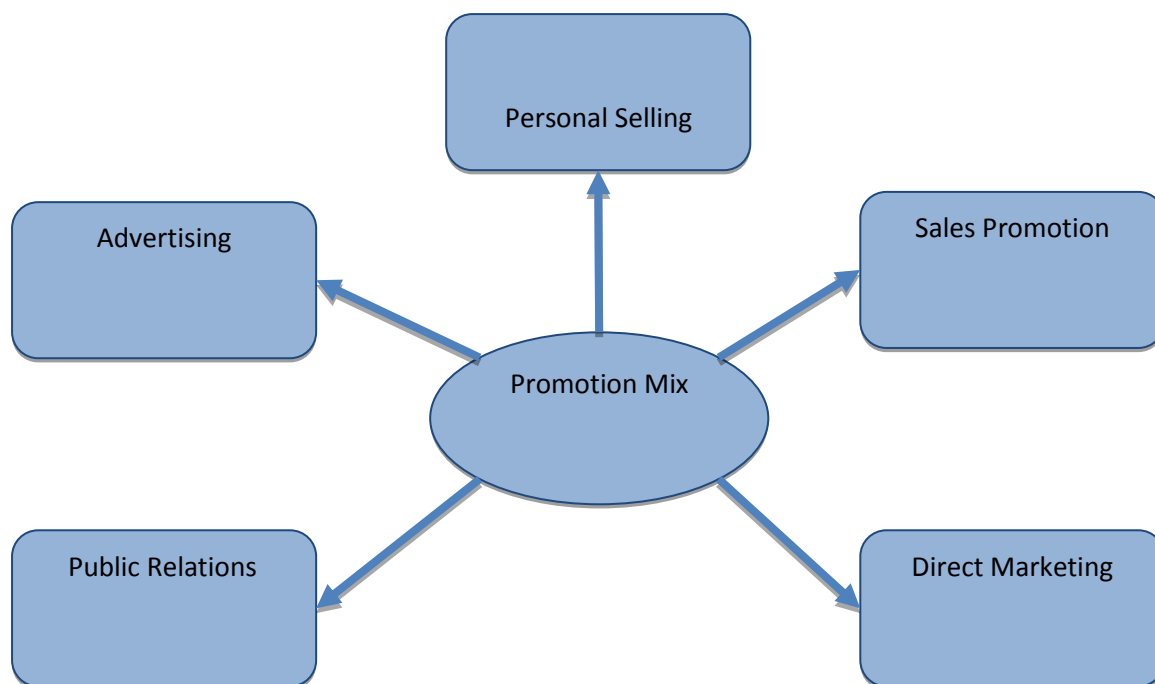 Personal Selling
Advertising
Sales Promotion
Promotion Mix
Public Relations
Direct Marketing